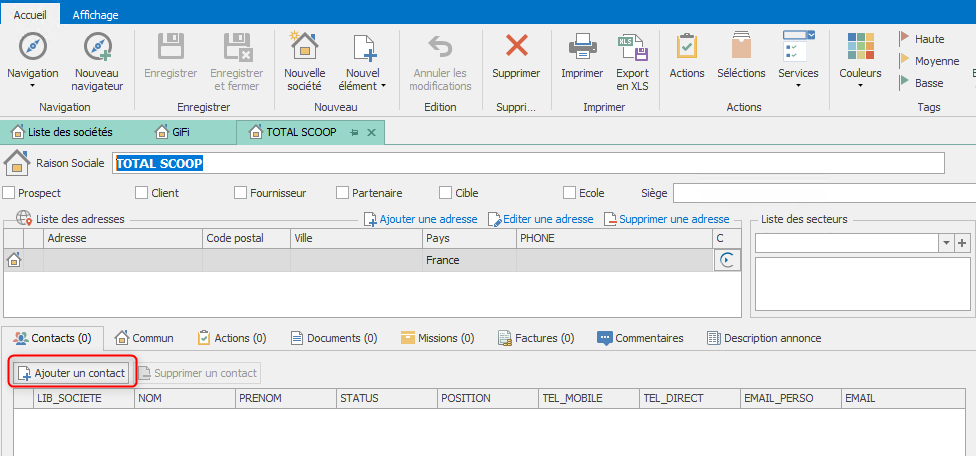 Accueil Affichage
Navigation Nouveau navigateur Enregistrer Enregistrer et fermer Nouvelle société Nouvel élément Annuler les modifications Supprimer Imprimer XLS Export en XLS Actions Séléctions Services Couleurs Haute Moyenne Basse
Navigation Enregistrer Nouveau Edition Suppri... Imprimer Actions Tags
Liste des sociétés GiFi TOTAL SCOOP
Raison Sociale TOTAL SCOOP
Prospect Client Fournisseur Partenaire Cible Ecole Siège
Liste des adresses Ajouter une adresse Editer une adresse Supprimer une adresse Liste des secteurs
Adresse Code postal Ville Pays PHONE C
France
Contacts (0) Commun Actions (0) Documents (0) Missions (0) Factures (0) Commentaires Description annonce
Ajouter un contact Supprimer un contact
LIB_SOCIETE NOM PRENOM STATUS POSITION TEL_MOBILE TEL_DIRECT EMAIL_PERSO EMAIL